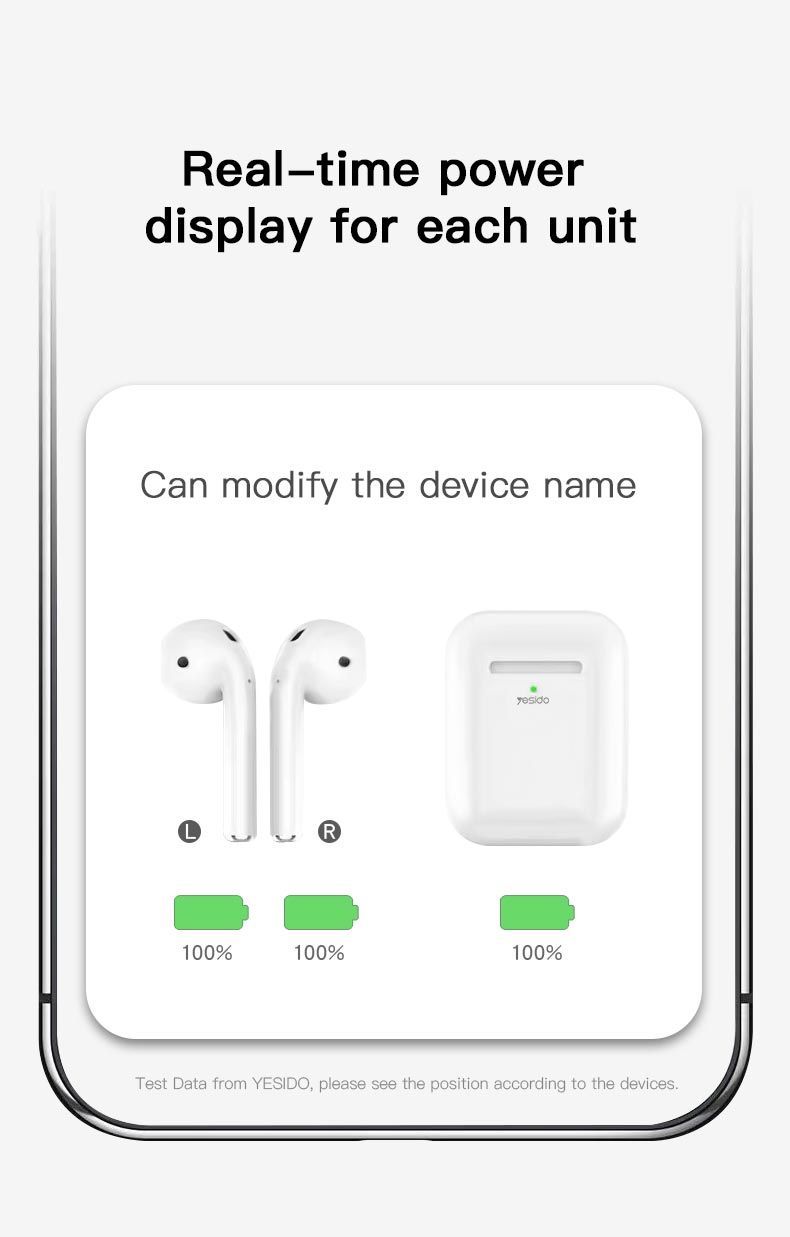 Real-time power
display for each unit
Can modify the device name
yesido
L
R
100%
100%
100%
Test Data from YESIDO, please see the position according to the devices.